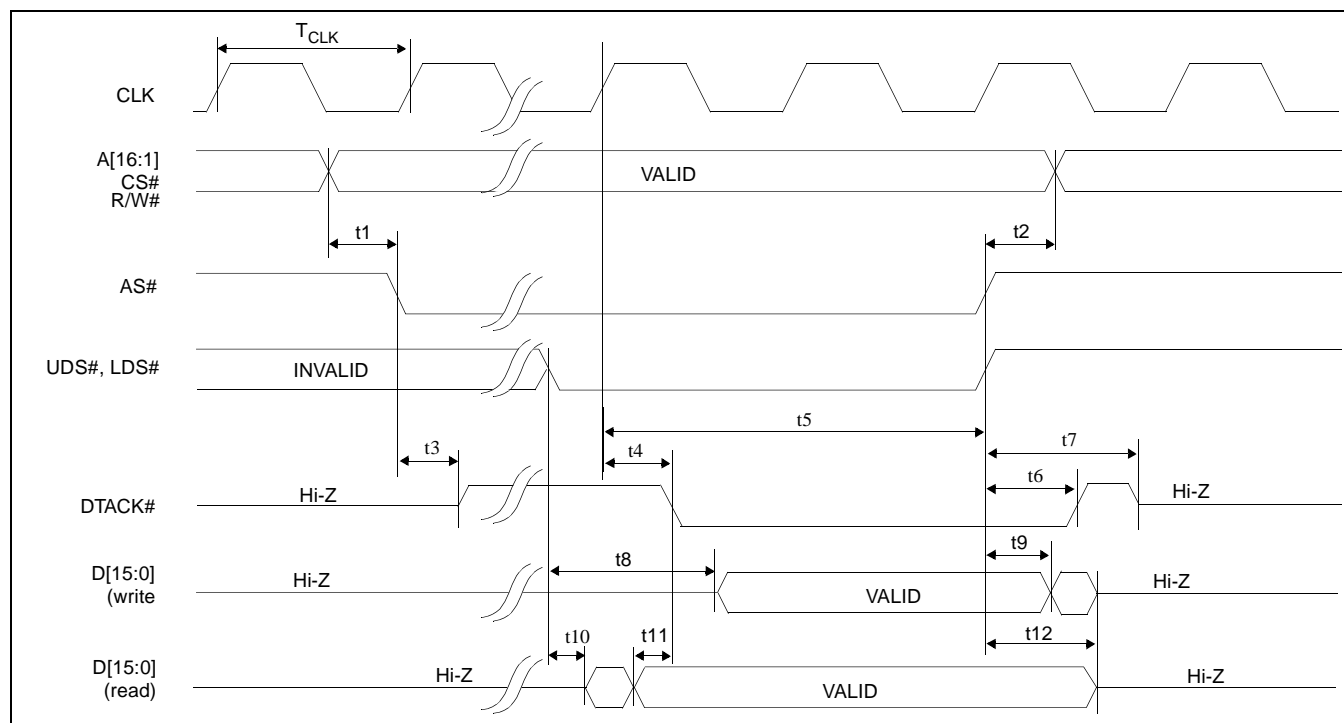 TCLK
CLK
A[16:1]
CS#
R/W#
VALID
t1
t2
AS#
UDS#, LDS#
INVALID
t5
t7
t3
t4
t6
DTACK#
Hi-Z
Hi-Z
t8
t9
D[15:0]
(write
Hi-Z
VALID
Hi-Z
t10
t11
t12
D[15:0]
(read)
Hi-Z
VALID
Hi-Z